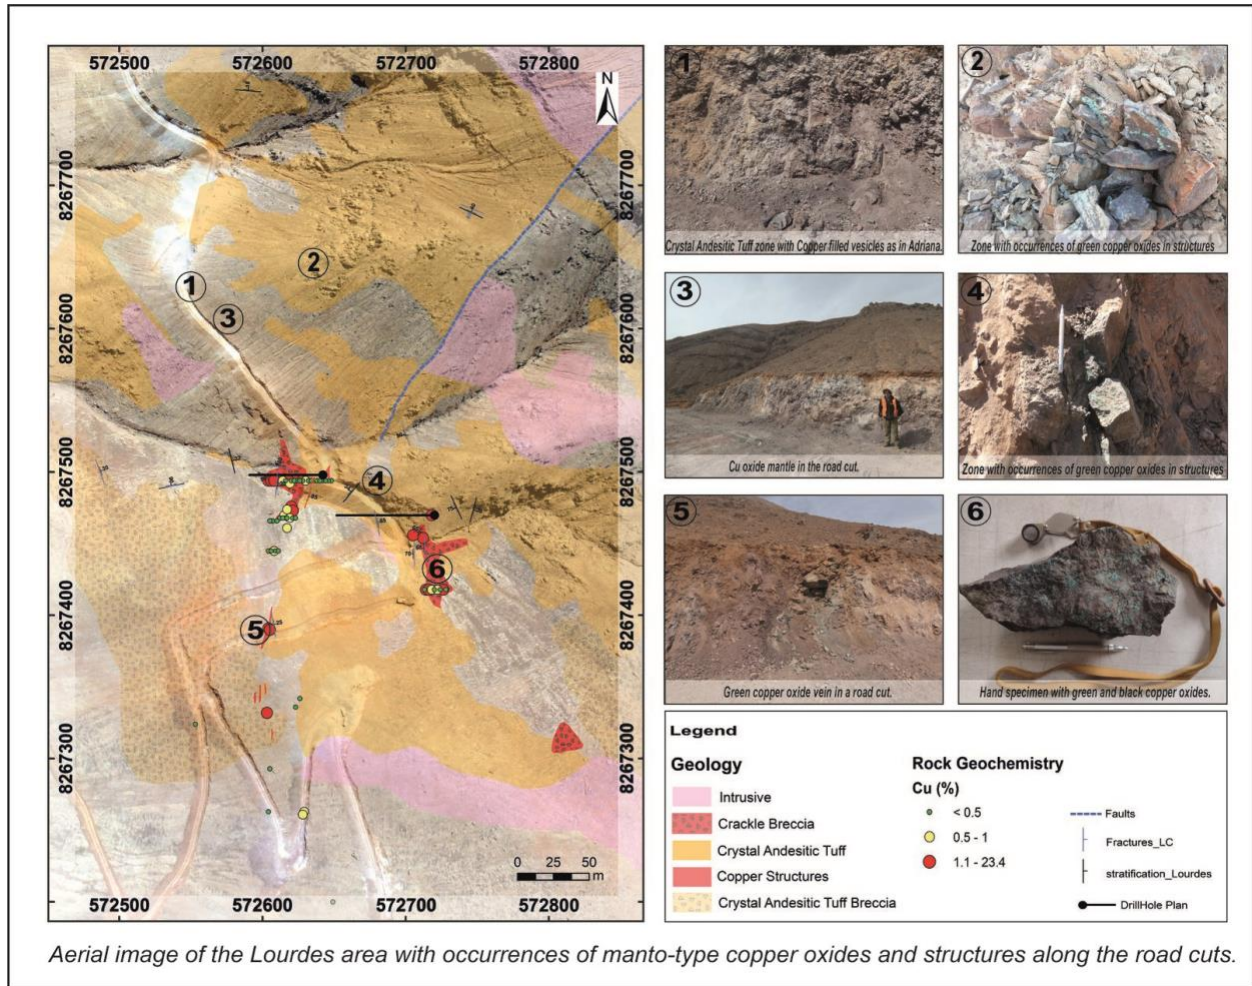 572500 572600 572700 572800
N
8267700 8267700
8267600 8267600
8267500 8267500
8267400 8267400
8267300 8267300
1
2
3
4
5
6
0 25 50
m
572500 572600 572700 572800
1
Crystal Andesitic Tuff zone with Copper filled vesicles as in Adriana.
2
Zone with occurrences of green copper oxides in structures
3
Cu oxide mantle in the road cut.
4
Zone with occurrences of green copper oxides in structures
5
Green copper oxide vein in a road cut.
6
Hand specimen with green and black copper oxides.
Legend
Geology
Intrusive
Crackle Breccia
Crystal Andesitic Tuff
Copper Structures
Crystal Andesitic Tuff Breccia
Rock Geochemistry
Cu (%)
< 0.5
0.5 - 1
1.1 - 23.4
Faults
Fractures_LC
stratification_Lourdes
DrillHole Plan
Aerial image of the Lourdes area with occurrences of manto-type copper oxides and structures along the road cuts.